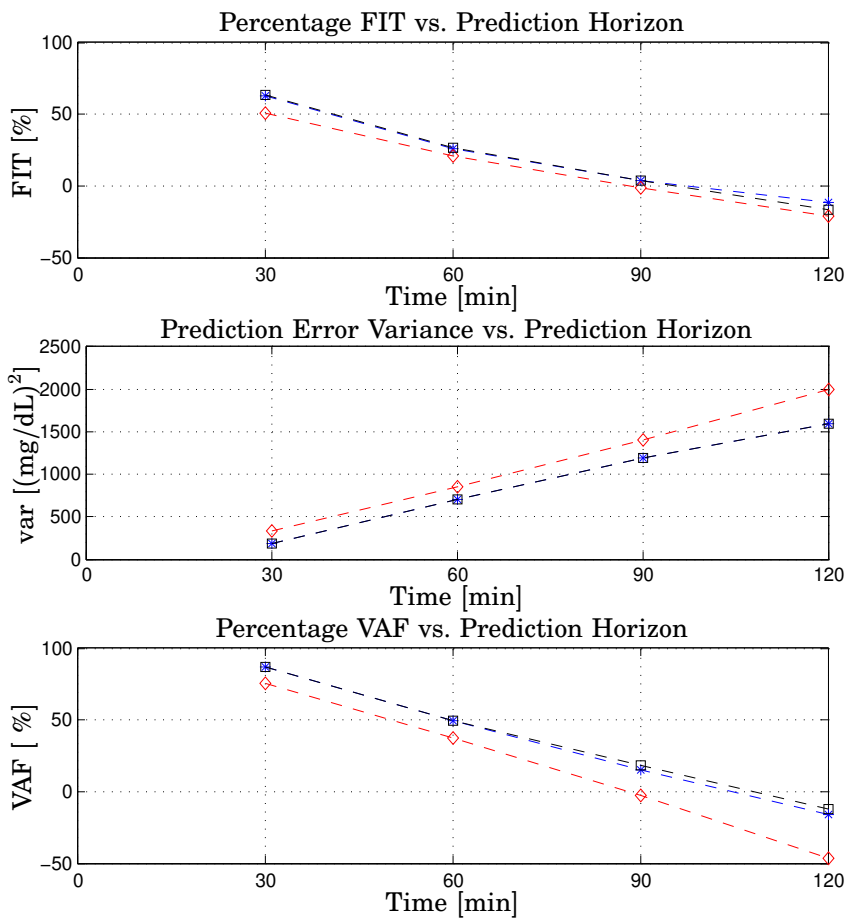 Percentage FIT vs. Prediction Horizon
100
50
0
−50
FIT [%]
0 30 60 90 120
Time [min]
Prediction Error Variance vs. Prediction Horizon
2500
2000
1500
1000
500
0
var [(mg/dL)²]
0 30 60 90 120
Time [min]
Percentage VAF vs. Prediction Horizon
100
50
0
−50
VAF [ %]
0 30 60 90 120
Time [min]